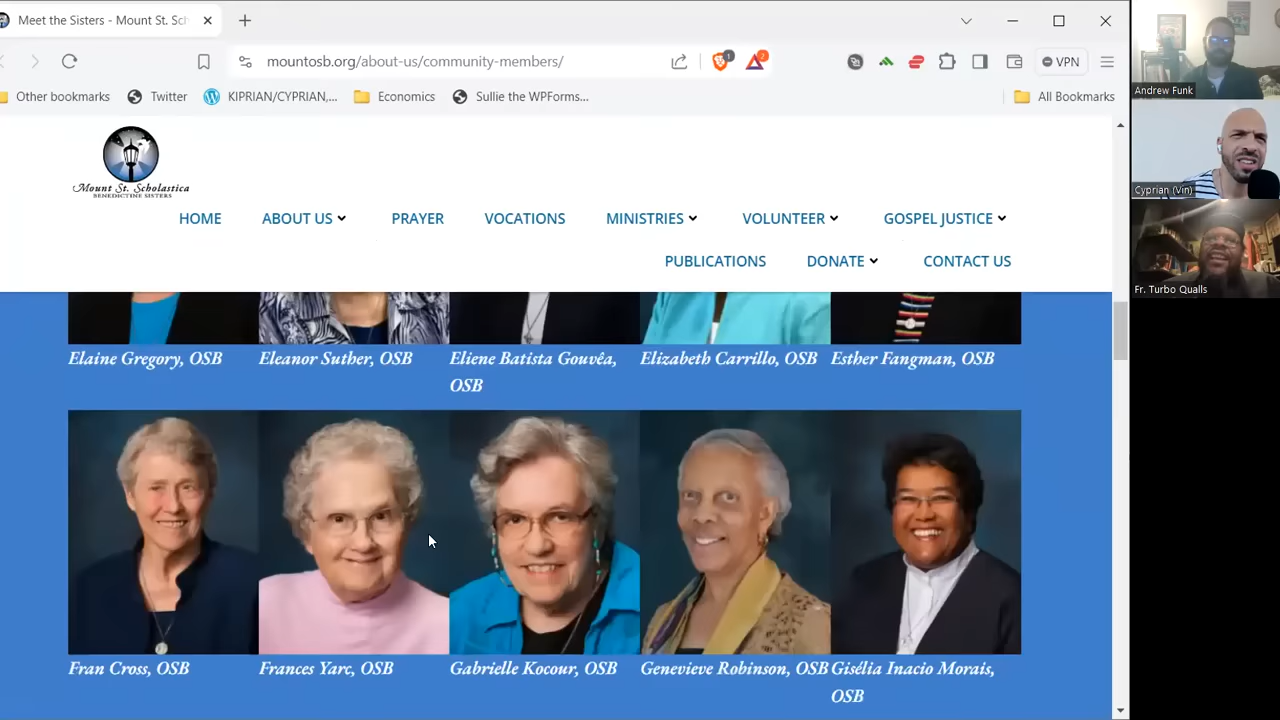 Meet the Sisters - Mount St. Sch
mountosb.org/about-us/community-members/
1
2
VPN
Other bookmarks
Twitter
KIPRIAN/CYPRIAN,...
Economics
Sullie the WPForms...
All Bookmarks
Mount St. Scholastica
BENEDICTINE SISTERS
HOME
ABOUT US
PRAYER
VOCATIONS
MINISTRIES
VOLUNTEER
GOSPEL JUSTICE
PUBLICATIONS
DONATE
CONTACT US
Elaine Gregory, OSB
Eleanor Suther, OSB
Eliene Batista Gouvêa,
OSB
Elizabeth Carrillo, OSB
Esther Fangman, OSB
Fran Cross, OSB
Frances Yarc, OSB
Gabrielle Kocour, OSB
Genevieve Robinson, OSB
Gisélia Inacio Morais,
OSB
Andrew Funk
Cyprian (Vin)
Fr. Turbo Qualls